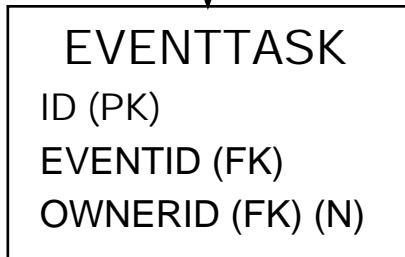 EVENTTASK
ID (PK)
EVENTID (FK)
OWNERID (FK) (N)